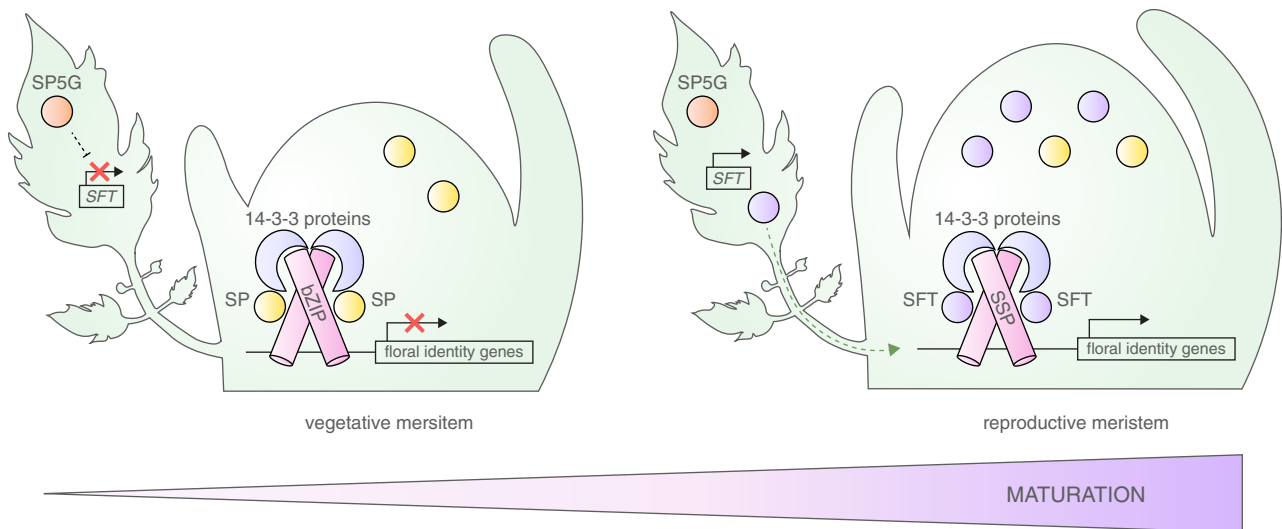 SP5G
SFT
14-3-3 proteins
SP
bZIP
SP
floral identity genes
vegetative mersitem
SP5G
SFT
14-3-3 proteins
SFT
SSP
SFT
floral identity genes
reproductive meristem
MATURATION